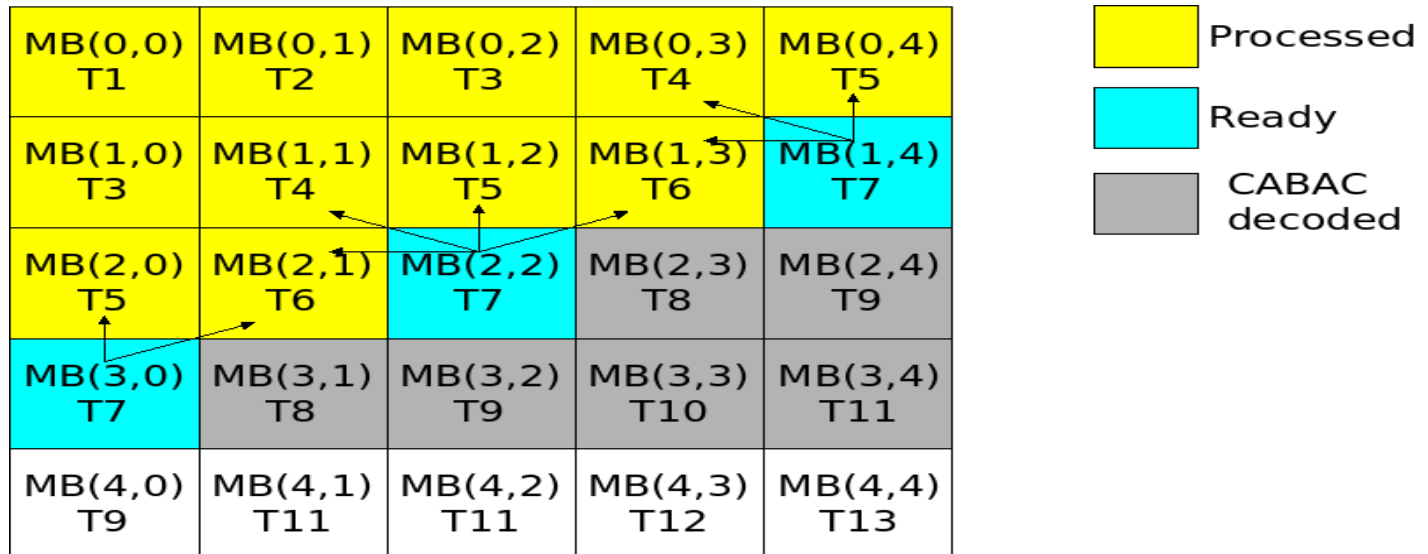 MB(0,0) MB(0,1) MB(0,2) MB(0,3) MB(0,4)
T1 T2 T3 T4 T5
MB(1,0) MB(1,1) MB(1,2) MB(1,3) MB(1,4)
T3 T4 T5 T6 T7
MB(2,0) MB(2,1) MB(2,2) MB(2,3) MB(2,4)
T5 T6 T7 T8 T9
MB(3,0) MB(3,1) MB(3,2) MB(3,3) MB(3,4)
T7 T8 T9 T10 T11
MB(4,0) MB(4,1) MB(4,2) MB(4,3) MB(4,4)
T9 T11 T11 T12 T13
Processed
Ready
CABAC
decoded